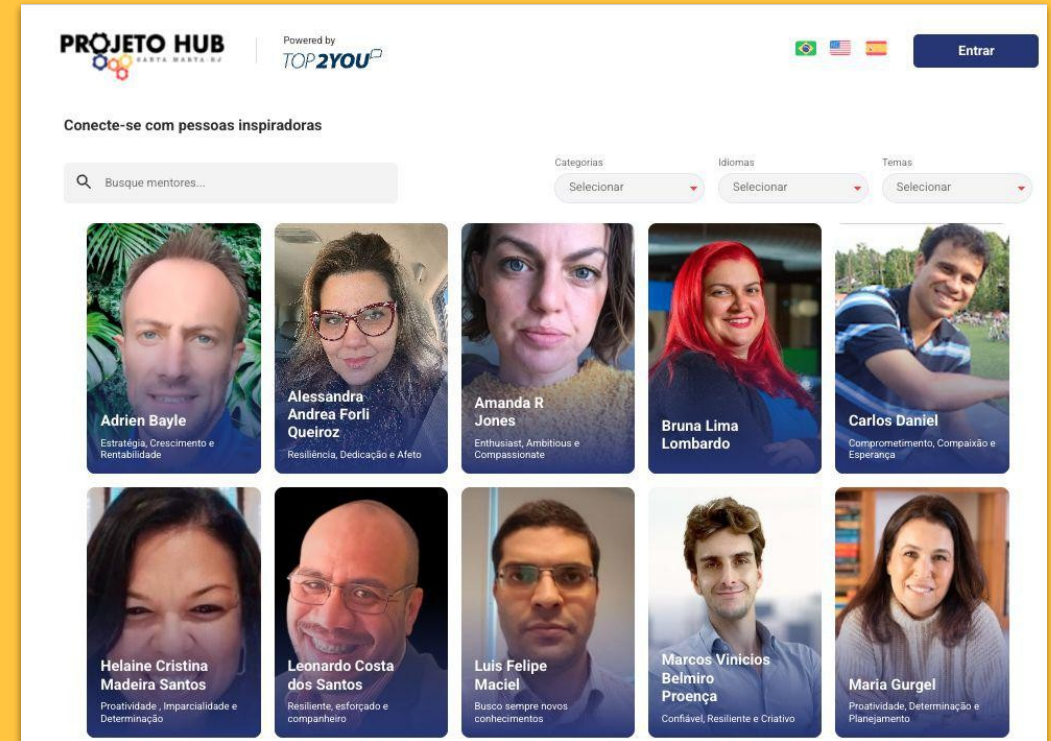 PROJETO HUB
SANTA MARTA RJ
Powered by
TOP2YOU
Entrar
Conecte-se com pessoas inspiradoras
Busque mentores...
Categorias
Selecionar
Idiomas
Selecionar
Temas
Selecionar
Adrien Bayle
Estratégia, Crescimento e
Rentabilidade
Alessandra
Andrea Forli
Queiroz
Resiliência, Dedicação e Afeto
Amanda R
Jones
Enthusiast, Ambitious e
Compassionate
Bruna Lima
Lombardo
Carlos Daniel
Comprometimento, Compaixão e
Esperança
Helaine Cristina
Madeira Santos
Proatividade , Imparcialidade e
Determinação
Leonardo Costa
dos Santos
Resiliente, esforçado e
companheiro
Luis Felipe
Maciel
Busco sempre novos
conhecimentos
Marcos Vinicios
Belmiro
Proença
Confiável, Resiliente e Criativo
Maria Gurgel
Proatividade, Determinação e
Planejamento